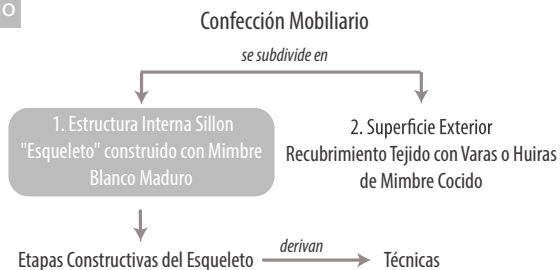 O
Confección Mobiliario
se subdivide en
1. Estructura Interna Sillon
"Esqueleto" construido con Mimbre
Blanco Maduro
2. Superficie Exterior
Recubrimiento Tejido con Varas o Huiras
de Mimbre Cocido
Etapas Constructivas del Esqueleto
derivan
Técnicas